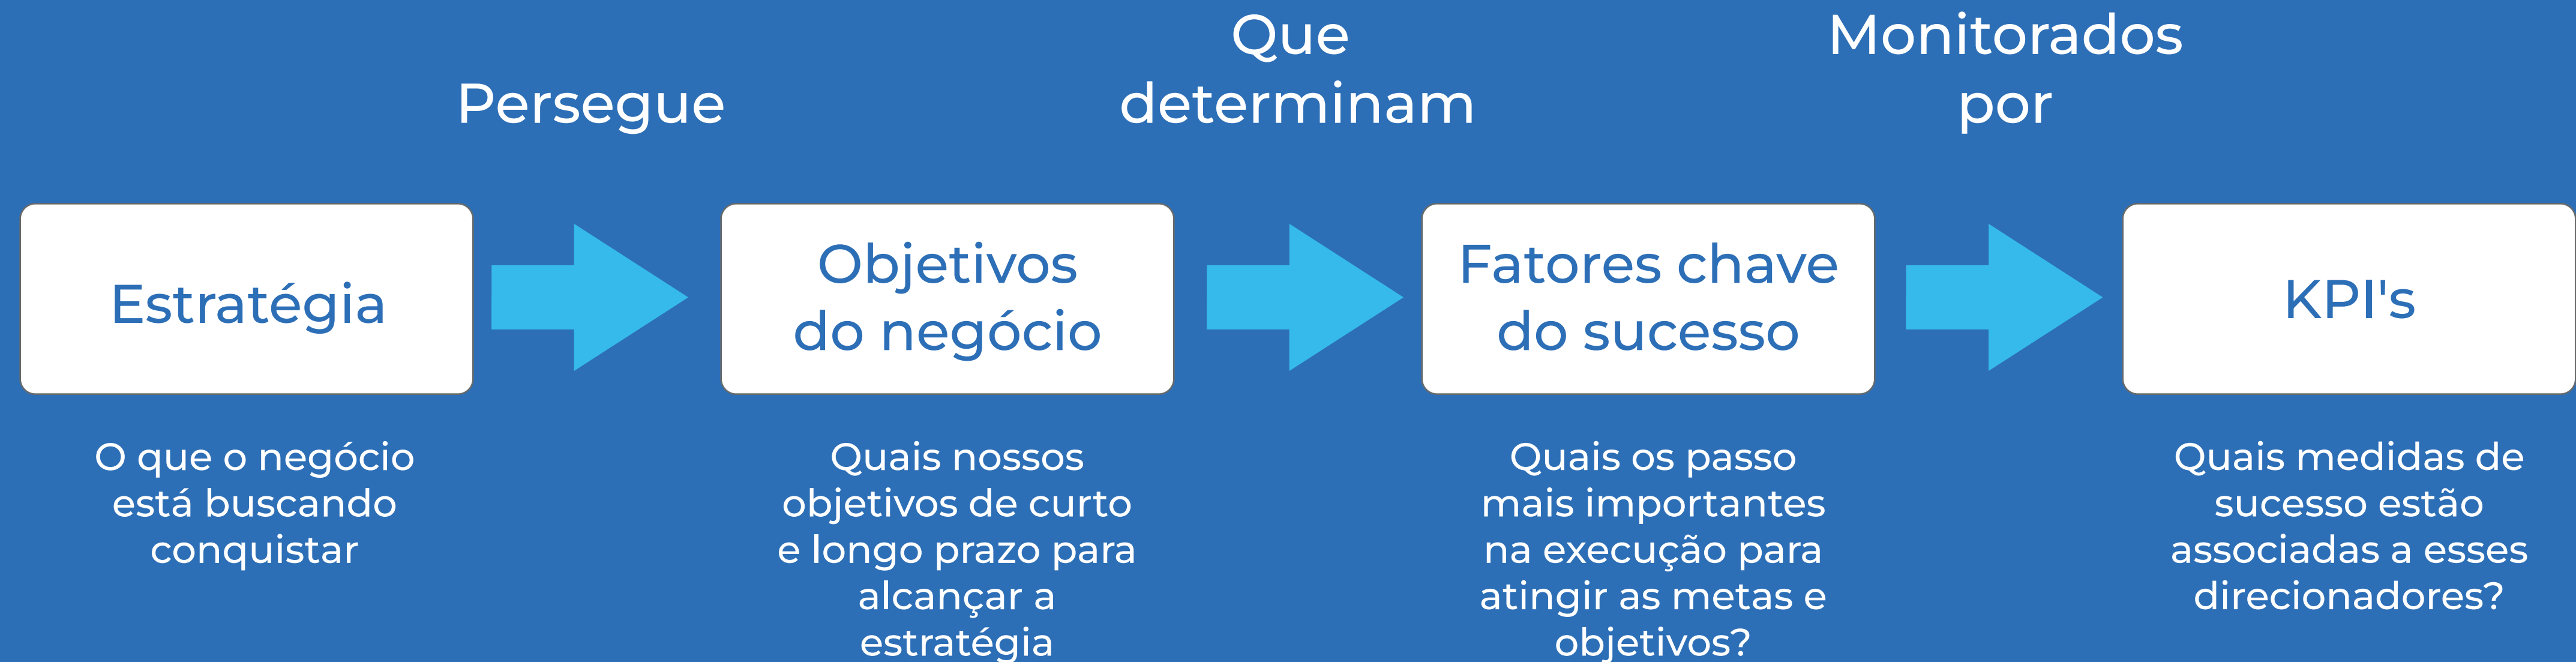 Persegue
Que
determinam
Monitorados
por
Estratégia
Objetivos
do negócio
Fatores chave
do sucesso
KPI's
O que o negócio
está buscando
conquistar
Quais nossos
objetivos de curto
e longo prazo para
alcançar a
estratégia
Quais os passo
mais importantes
na execução para
atingir as metas e
objetivos?
Quais medidas de
sucesso estão
associadas a esses
direcionadores?